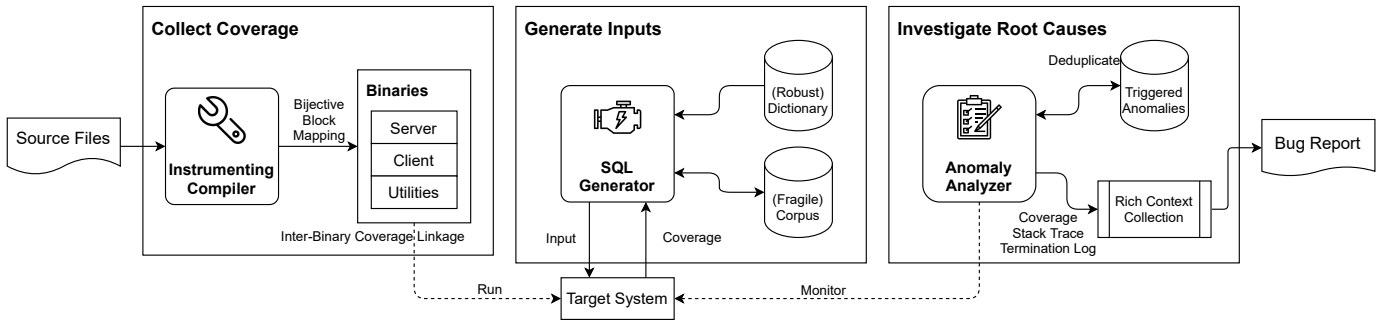 Source Files
Collect Coverage
Instrumenting
Compiler
Bijective
Block
Mapping
Binaries
Server
Client
Utilities
Inter-Binary Coverage Linkage
Run
Generate Inputs
SQL
Generator
(Robust)
Dictionary
(Fragile)
Corpus
Input
Coverage
Target System
Monitor
Investigate Root Causes
Deduplicate
Triggered
Anomalies
Anomaly
Analyzer
Coverage
Stack Trace
Termination Log
Rich Context
Collection
Bug Report